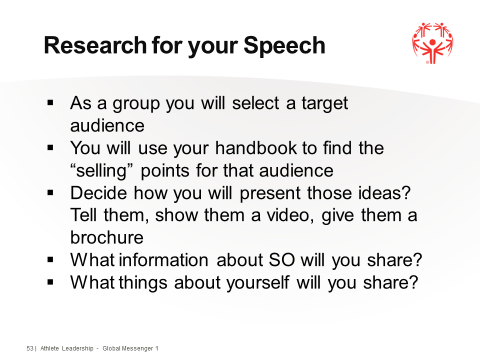 Research for your Speech
▪ As a group you will select a target
audience
▪ You will use your handbook to find the
“selling” points for that audience
▪ Decide how you will present those ideas?
Tell them, show them a video, give them a
brochure
▪ What information about SO will you share?
▪ What things about yourself will you share?
53 | Athlete Leadership - Global Messenger 1